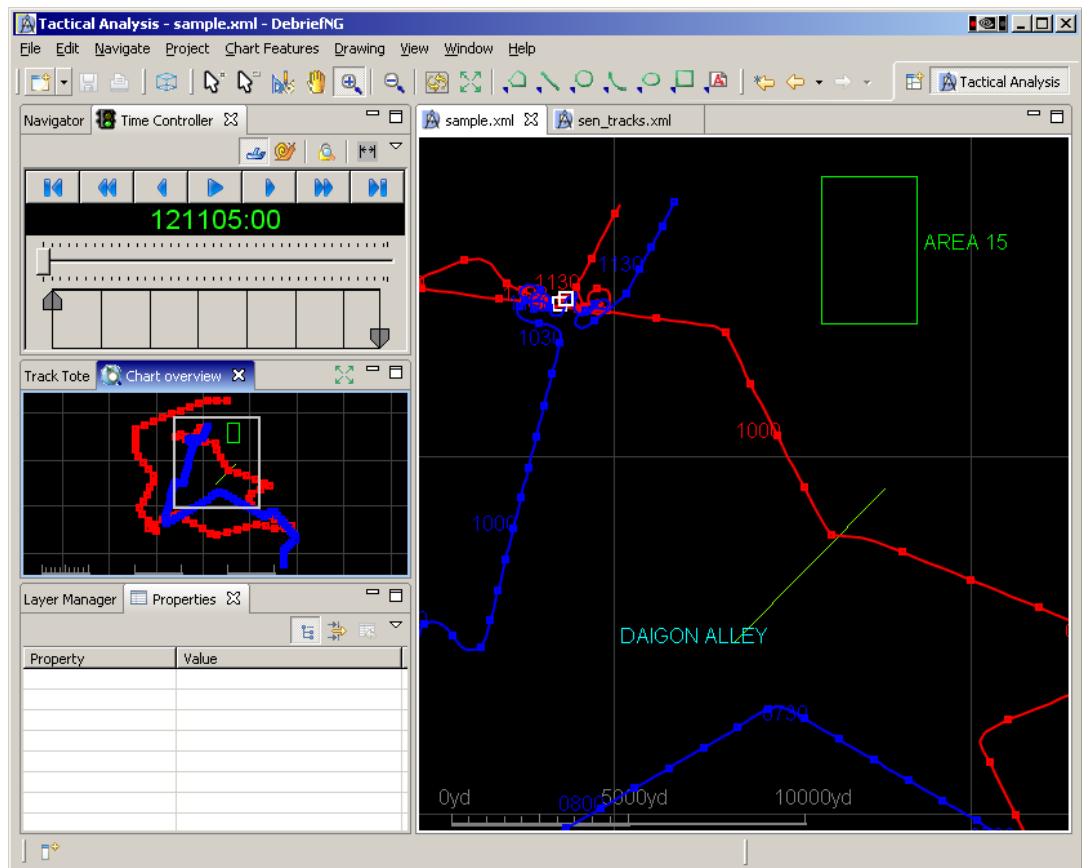 Tactical Analysis - sample.xml - DebriefNG
File Edit Navigate Project Chart Features Drawing View Window Help
Tactical Analysis
Navigator Time Controller
sample.xml sen_tracks.xml
121105:00
AREA 15
1130
1130
1030
1000
1000
DAIGON ALLEY
0730
0yd 0800 5000yd 10000yd
Track Tote Chart overview
Layer Manager Properties
Property Value